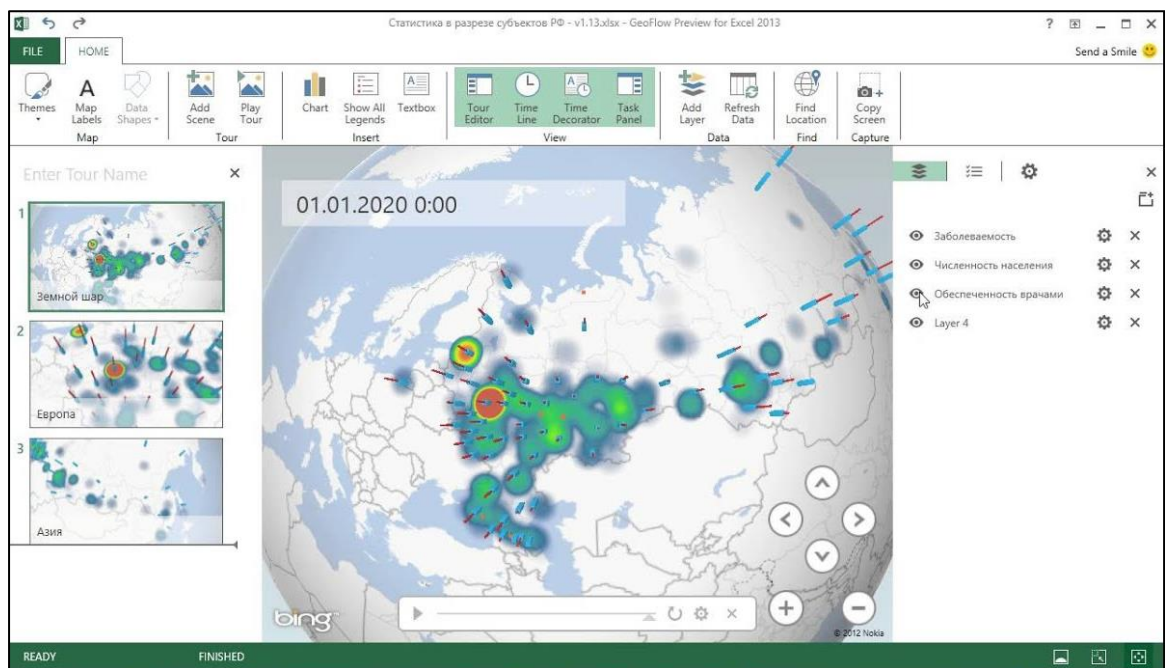 Статистика в разрезе субъектов РФ - v1.13.xlsx - GeoFlow Preview for Excel 2013
FILE
HOME
Send a Smile
Themes
Map Labels
Data Shapes
Add Scene
Play Tour
Chart
Show All Legends
Textbox
Tour Editor
Time Line
Time Decorator
Task Panel
Add Layer
Refresh Data
Find Location
Copy Screen
Map
Tour
Insert
View
Data
Find
Capture
Enter Tour Name
1
Земной шар
2
Европа
3
Азия
01.01.2020 0:00
Заболеваемость
Численность населения
Обеспеченность врачами
Layer 4
bing™
© 2012 Nokia
READY
FINISHED